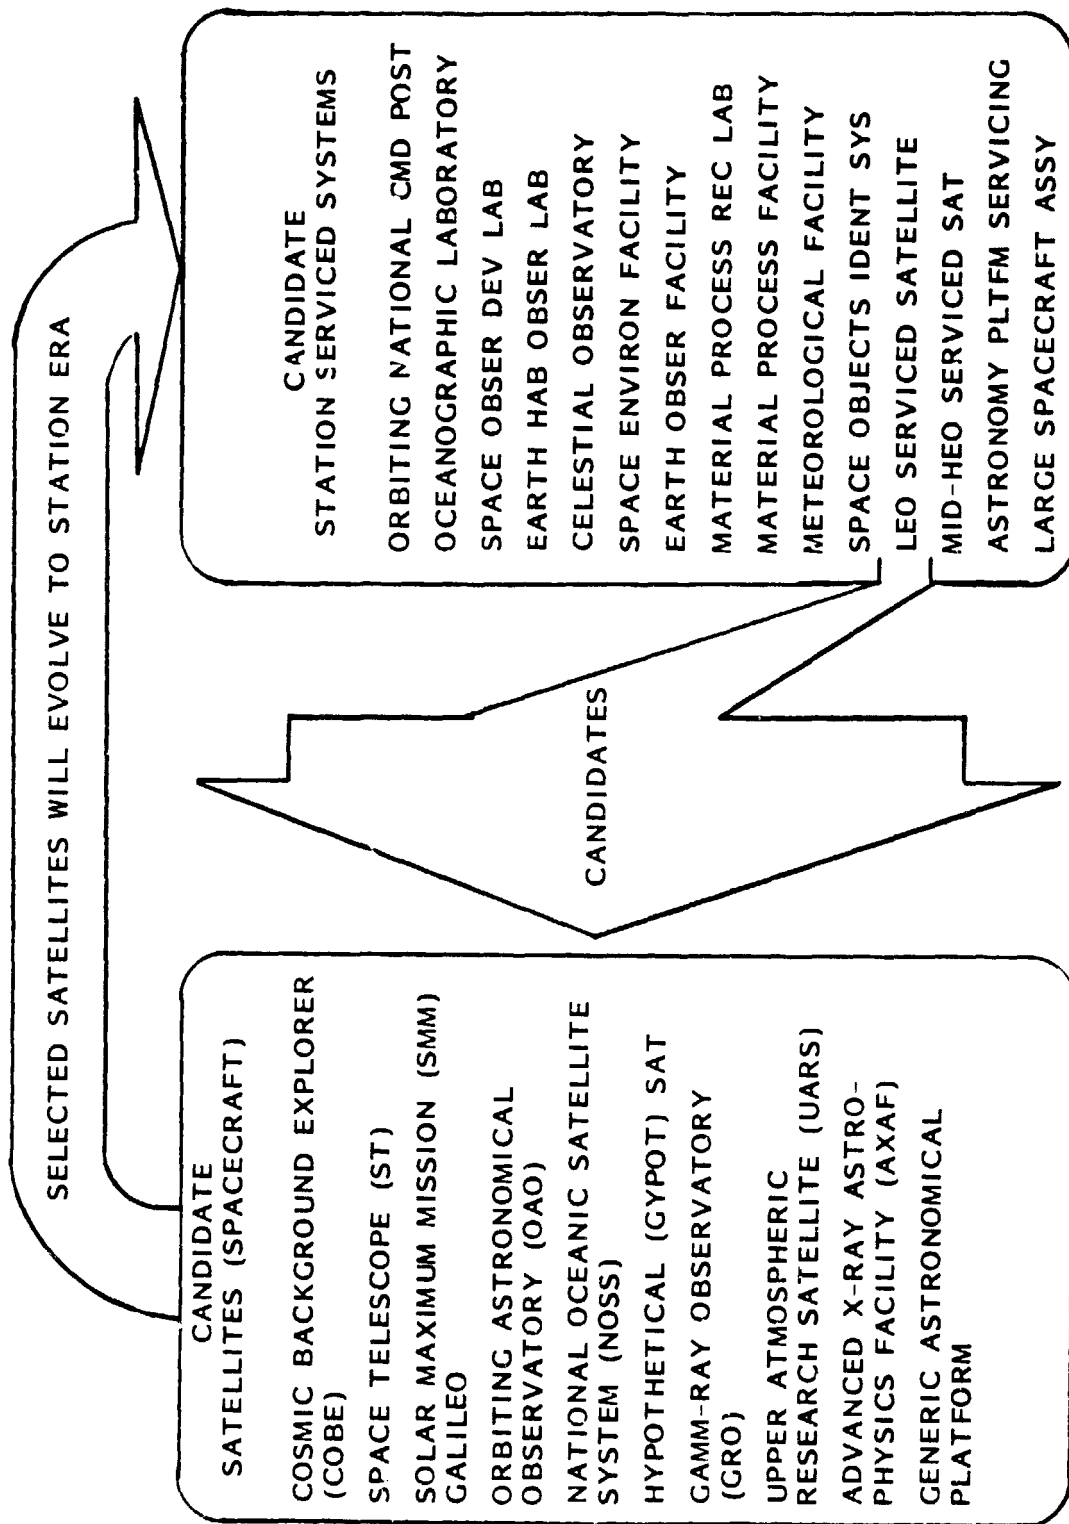 SELECTED SATELLITES WILL EVOLVE TO STATION ERA
CANDIDATE
SATELLITES (SPACECRAFT)
COSMIC BACKGROUND EXPLORER
(COBE)
SPACE TELESCOPE (ST)
SOLAR MAXIMUM MISSION (SMM)
GALILEO
ORBITING ASTRONOMICAL
OBSERVATORY (OAO)
NATIONAL OCEANIC SATELLITE
SYSTEM (NOSS)
HYPOTHETICAL (GYPOT) SAT
GAMM-RAY OBSERVATORY
(GRO)
UPPER ATMOSPHERIC
RESEARCH SATELLITE (UARS)
ADVANCED X-RAY ASTRO-
PHYSICS FACILITY (AXAF)
GENERIC ASTRONOMICAL
PLATFORM
CANDIDATES
CANDIDATE
STATION SERVICED SYSTEMS
ORBITING NATIONAL CMD POST
OCEANOGRAPHIC LABORATORY
SPACE OBSER DEV LAB
EARTH HAB OBSER LAB
CELESTIAL OBSERVATORY
SPACE ENVIRON FACILITY
EARTH OBSER FACILITY
MATERIAL PROCESS REC LAB
MATERIAL PROCESS FACILITY
METEOROLOGICAL FACILITY
SPACE OBJECTS IDENT SYS
LEO SERVICED SATELLITE
MID-HEO SERVICED SAT
ASTRONOMY PLTFM SERVICING
LARGE SPACECRAFT ASSY